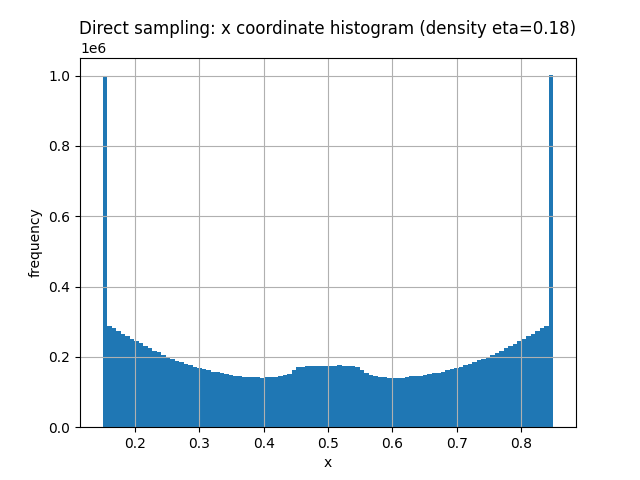 Direct sampling: x coordinate histogram (density eta=0.18)
1e6
1.0
0.8
0.6
0.4
0.2
0.0
frequency
0.2 0.3 0.4 0.5 0.6 0.7 0.8
x